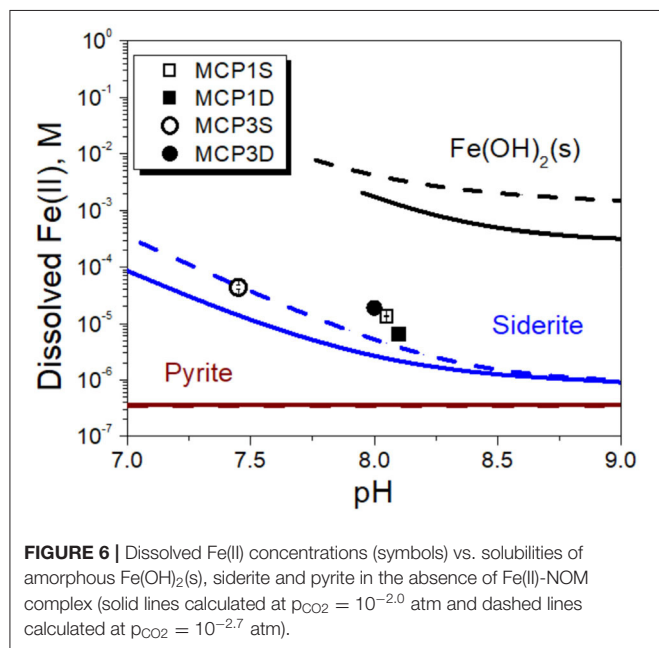 10⁰
10⁻¹
10⁻²
10⁻³
10⁻⁴
10⁻⁵
10⁻⁶
10⁻⁷
Dissolved Fe(II), M
MCP1S
MCP1D
MCP3S
MCP3D
Fe(OH)₂(s)
Siderite
Pyrite
7.0 7.5 8.0 8.5 9.0
pH
FIGURE 6 | Dissolved Fe(II) concentrations (symbols) vs. solubilities of
amorphous Fe(OH)₂(s), siderite and pyrite in the absence of Fe(II)-NOM
complex (solid lines calculated at pCO2 = 10⁻²·⁰ atm and dashed lines
calculated at pCO2 = 10⁻²·⁷ atm).